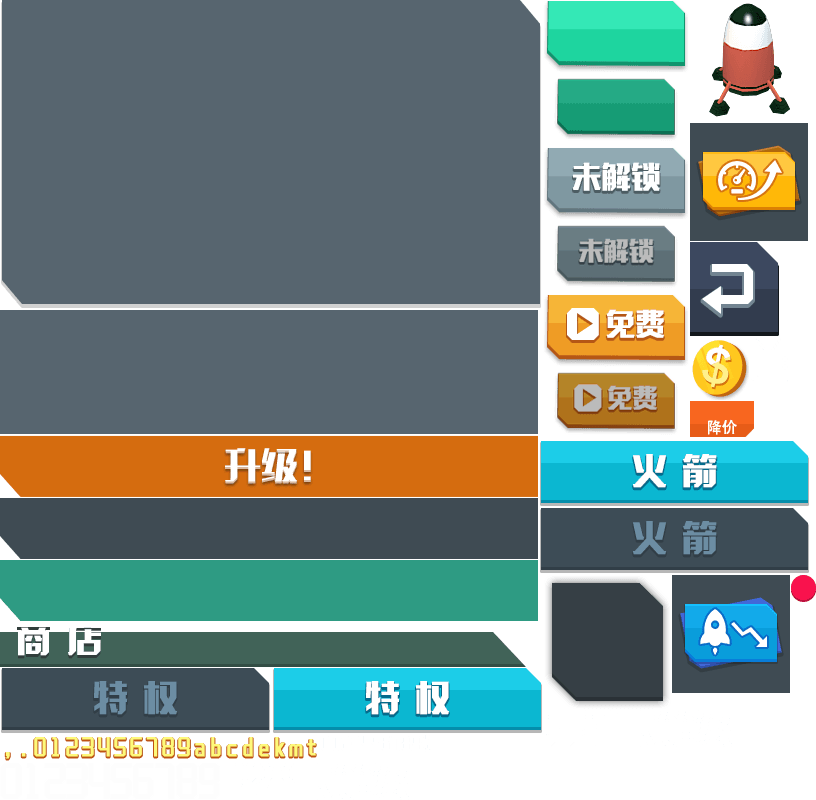 未解锁
未解锁
免费
免费
$
降价
升级!
火箭
火箭
商店
特权
特权
,.0123456789abcdekmt
0123456789